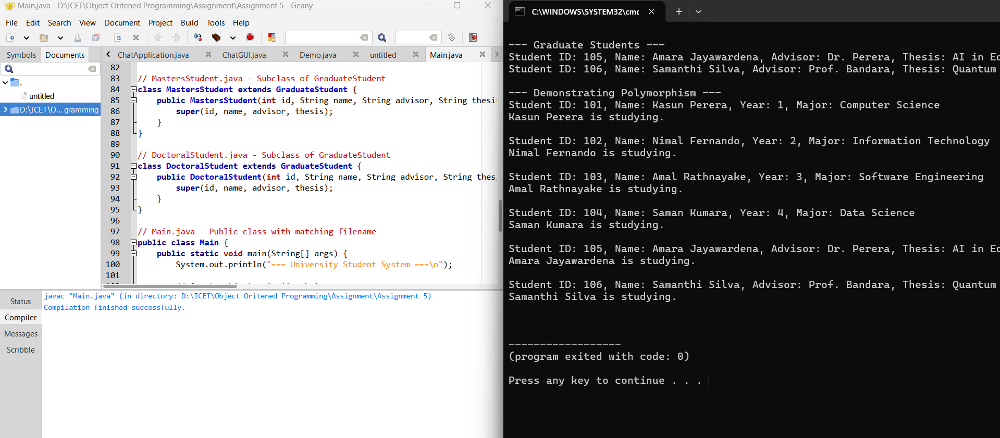 Main.java - D:\ICET\Object Oritened Programming\Assignment\Assignment 5 - Geany
File Edit Search View Document Project Build Tools Help
Symbols Documents
ChatApplication.java ChatGUI.java Demo.java untitled Main.java
.
untitled
D:\ICET\O... gramming
82
83 // MastersStudent.java - Subclass of GraduateStudent
84 class MastersStudent extends GraduateStudent {
85 public MastersStudent(int id, String name, String advisor, String thesi
86 super(id, name, advisor, thesis);
87 }
88 }
89
90 // DoctoralStudent.java - Subclass of GraduateStudent
91 class DoctoralStudent extends GraduateStudent {
92 public DoctoralStudent(int id, String name, String advisor, String thes
93 super(id, name, advisor, thesis);
94 }
95 }
96
97 // Main.java - Public class with matching filename
98 public class Main {
99 public static void main(String[] args) {
100 System.out.println("=== University Student System ===\n");
101
Status
Compiler
Messages
Scribble
javac "Main.java" (in directory: D:\ICET\Object Oritened Programming\Assignment\Assignment 5)
Compilation finished successfully.
C:\WINDOWS\SYSTEM32\cmc
--- Graduate Students ---
Student ID: 105, Name: Amara Jayawardena, Advisor: Dr. Perera, Thesis: AI in Ed
Student ID: 106, Name: Samanthi Silva, Advisor: Prof. Bandara, Thesis: Quantum
--- Demonstrating Polymorphism ---
Student ID: 101, Name: Kasun Perera, Year: 1, Major: Computer Science
Kasun Perera is studying.
Student ID: 102, Name: Nimal Fernando, Year: 2, Major: Information Technology
Nimal Fernando is studying.
Student ID: 103, Name: Amal Rathnayake, Year: 3, Major: Software Engineering
Amal Rathnayake is studying.
Student ID: 104, Name: Saman Kumara, Year: 4, Major: Data Science
Saman Kumara is studying.
Student ID: 105, Name: Amara Jayawardena, Advisor: Dr. Perera, Thesis: AI in Ed
Amara Jayawardena is studying.
Student ID: 106, Name: Samanthi Silva, Advisor: Prof. Bandara, Thesis: Quantum
Samanthi Silva is studying.
------------------
(program exited with code: 0)
Press any key to continue . . .